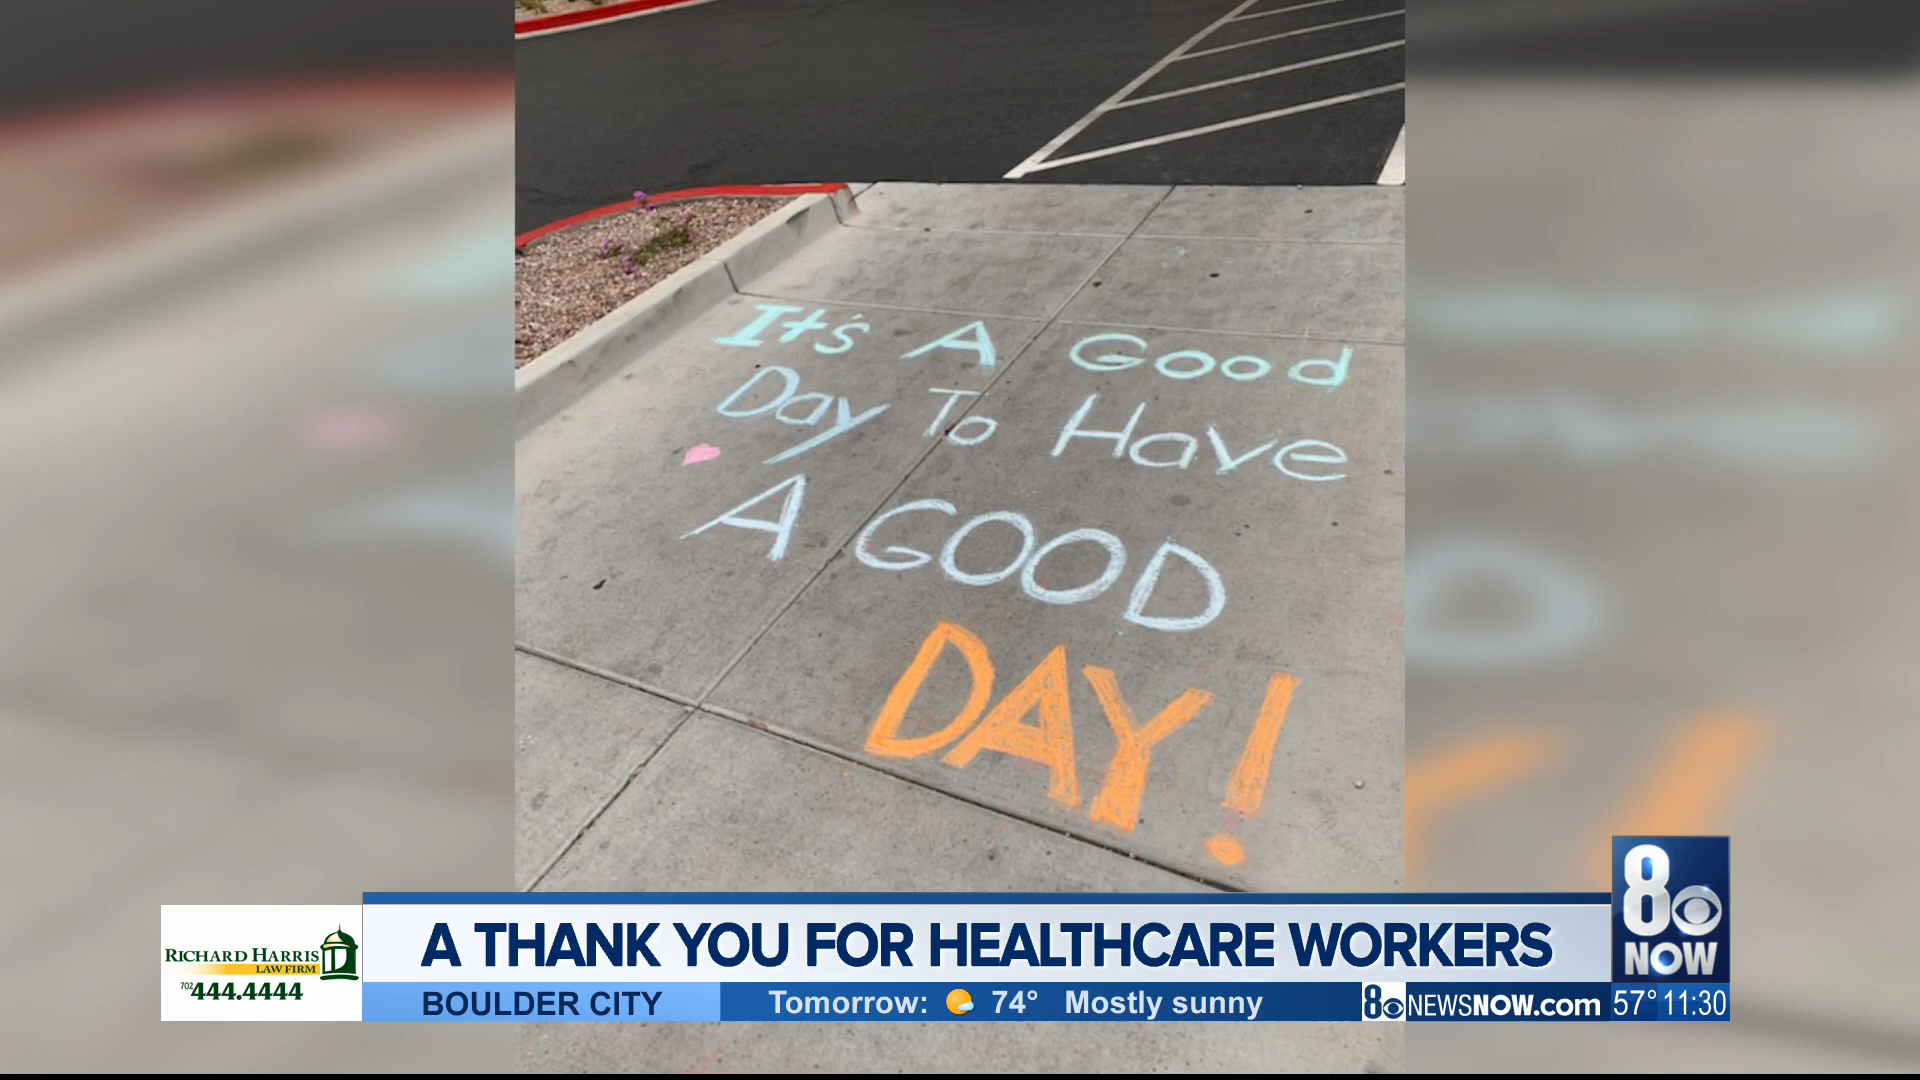 It's A Good
Day To Have
A GOOD
DAY!
RICHARD HARRIS
LAW FIRM
702 444.4444
A THANK YOU FOR HEALTHCARE WORKERS
BOULDER CITY
Tomorrow: 74° Mostly sunny
8 NEWSNOW.com
57° 11:30
8
NOW